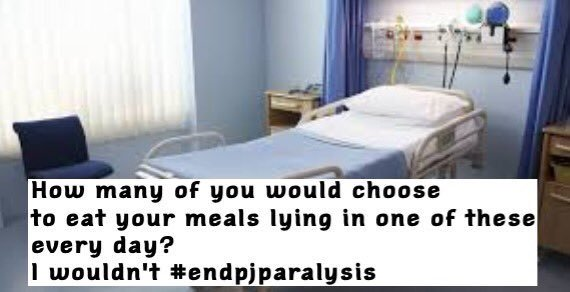 How many of you would choose
to eat your meals lying in one of these
every day?
I wouldn't #endpjparalysis